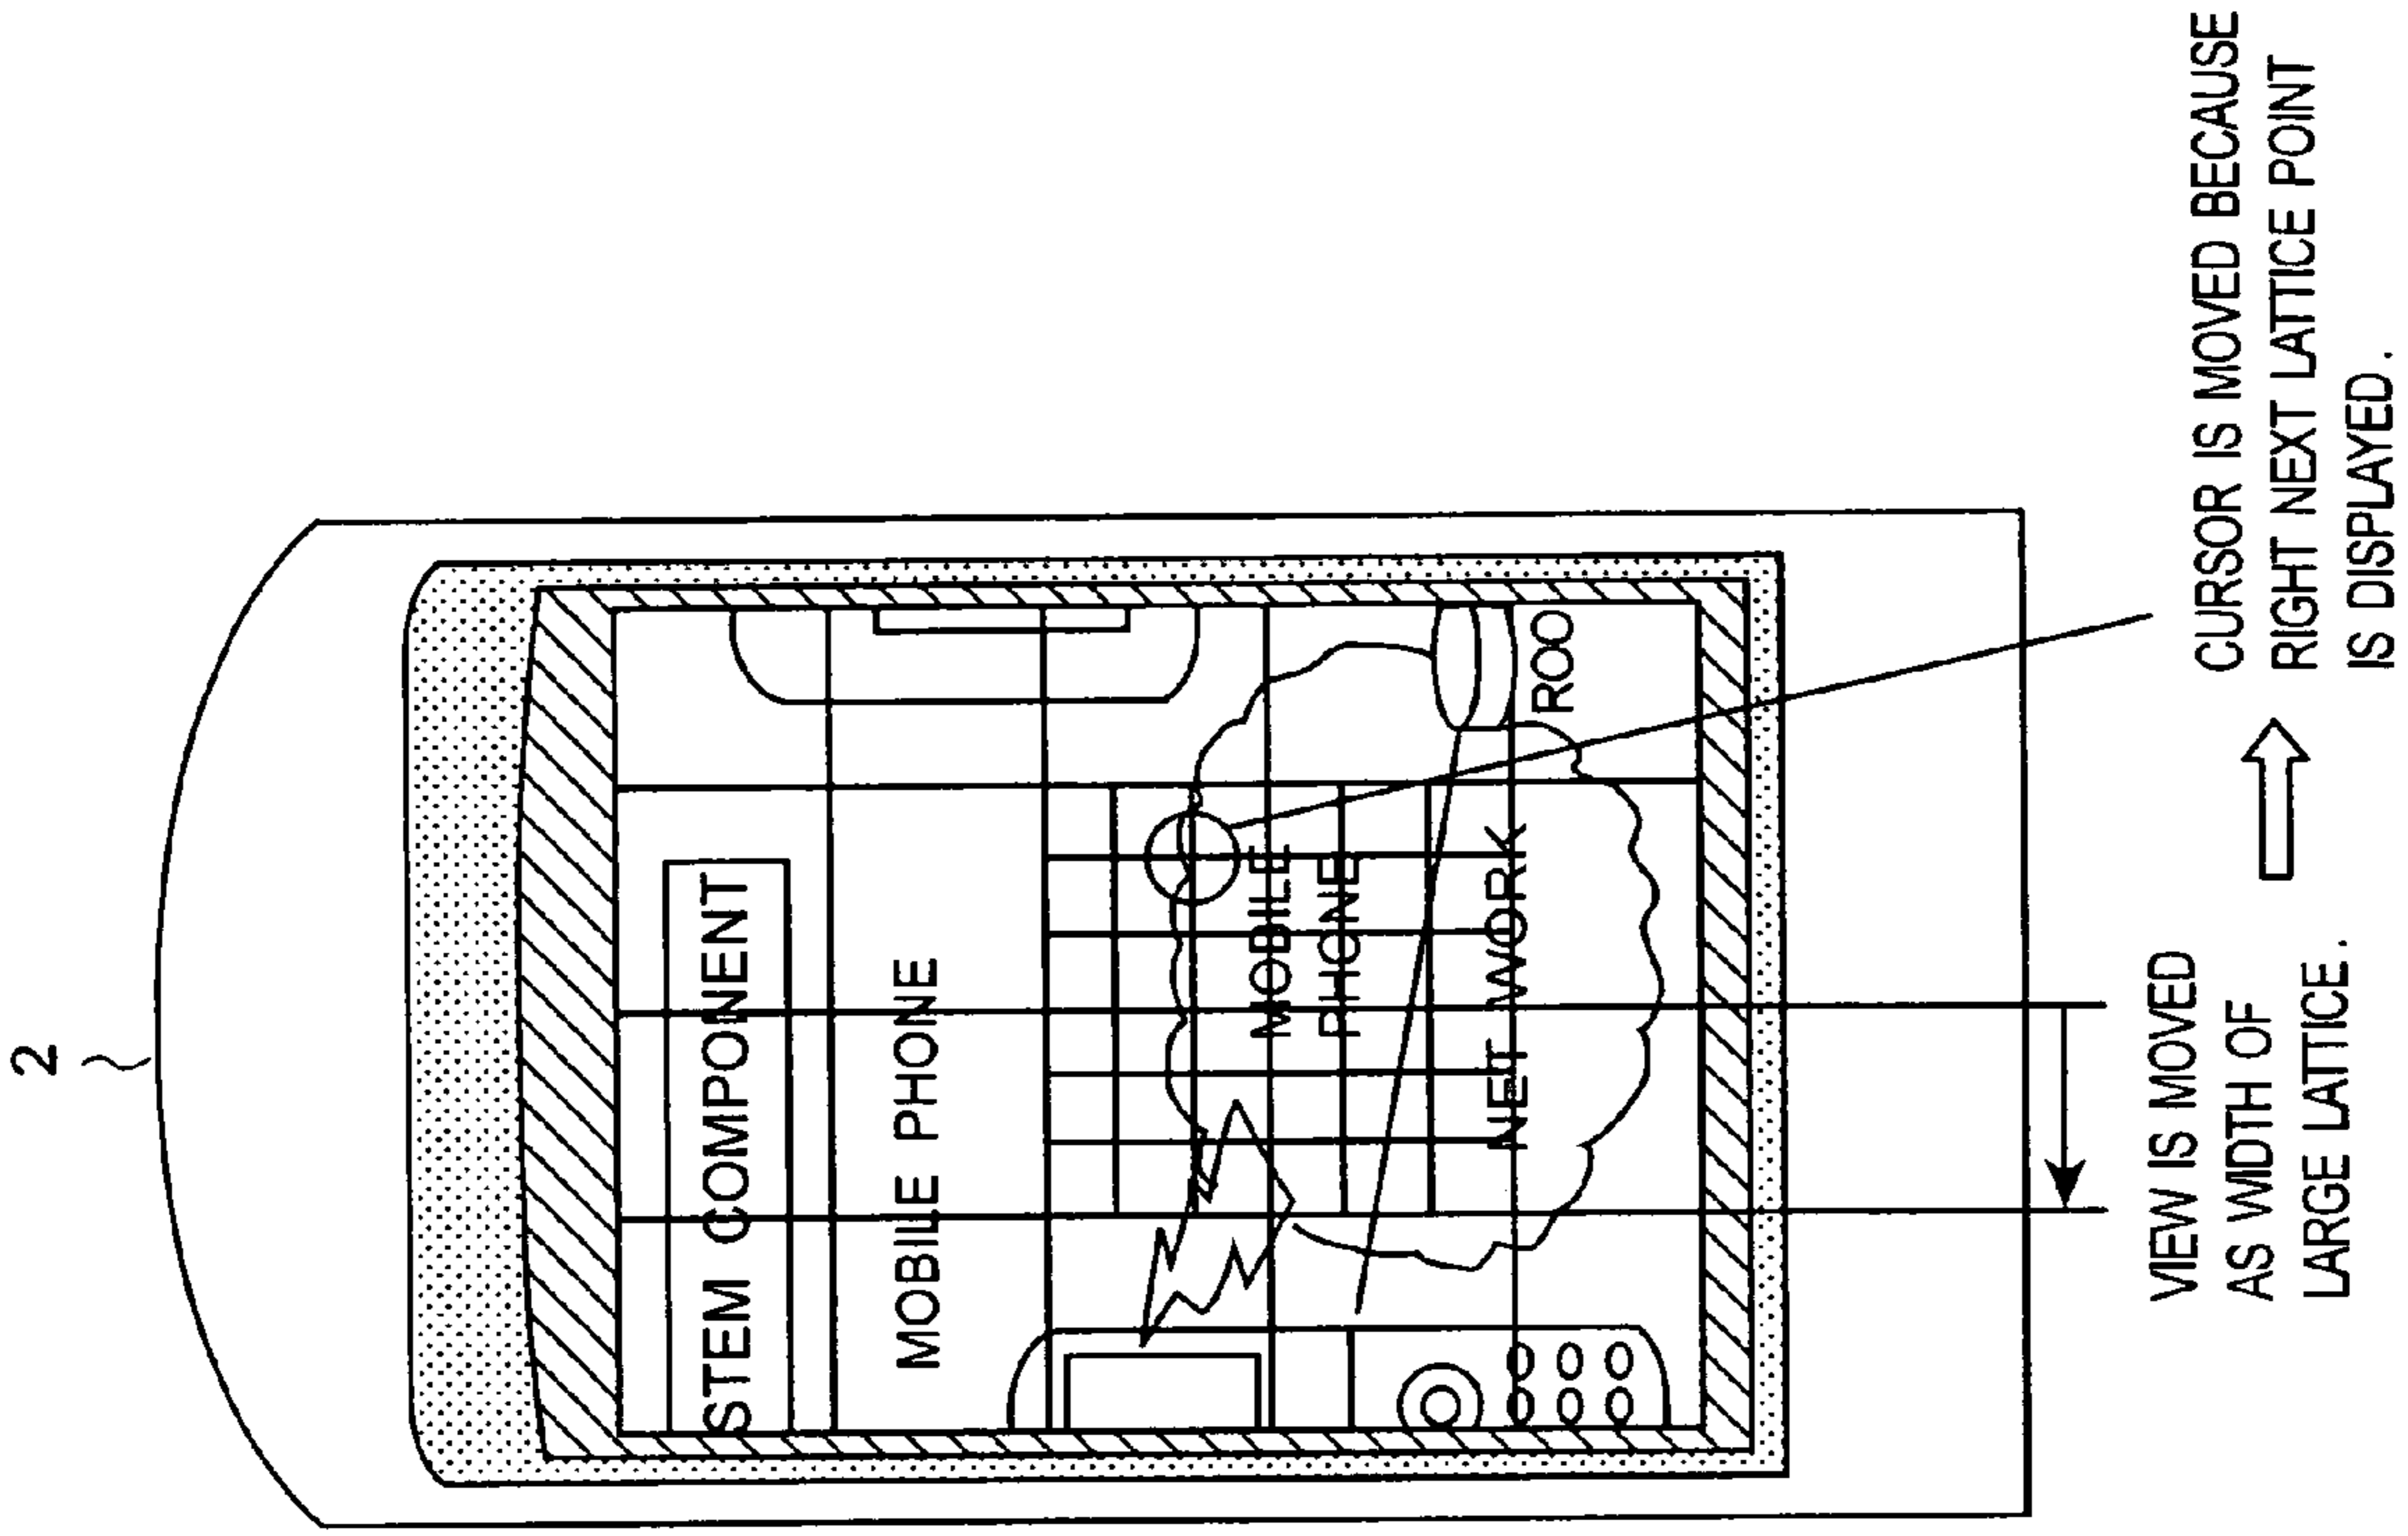 2
STEM COMPONENT
MOBILE PHONE
MOBILE
PHONE
NET WORK
ROO
VIEW IS MOVED
AS WIDTH OF
LARGE LATTICE.
CURSOR IS MOVED BECAUSE
RIGHT NEXT LATTICE POINT
IS DISPLAYED.